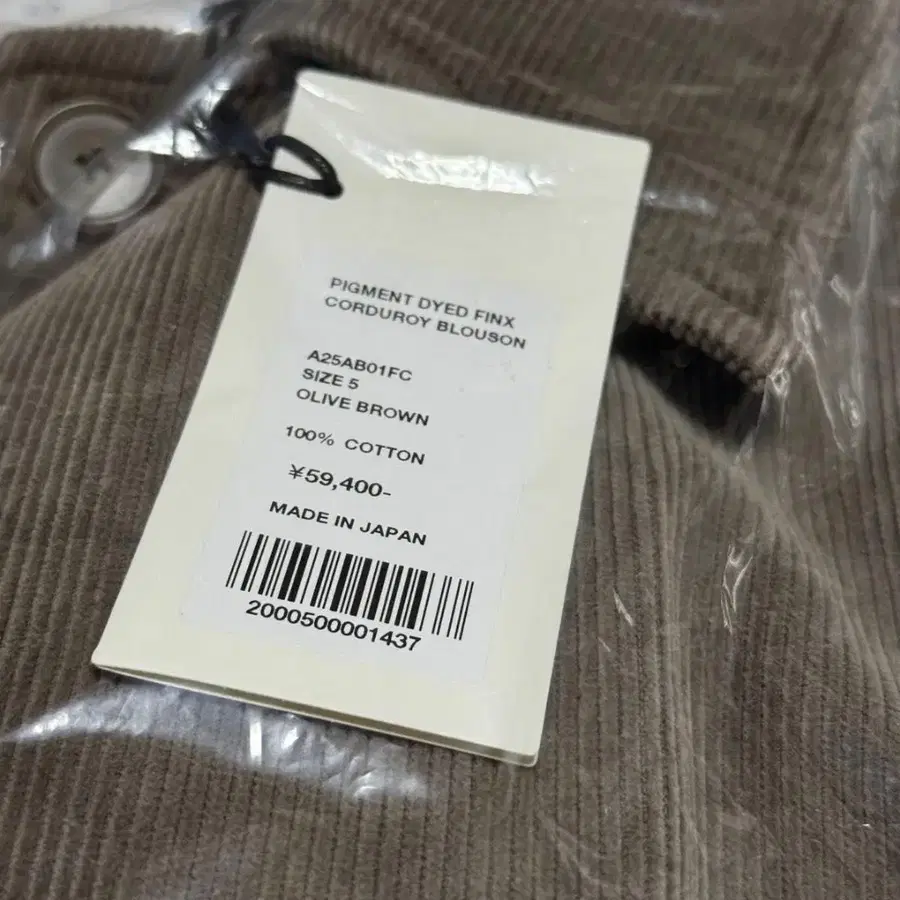 PIGMENT DYED FINX
CORDUROY BLOUSON
A25AB01FC
SIZE 5
OLIVE BROWN
100% COTTON
¥59,400-
MADE IN JAPAN
2000500001437